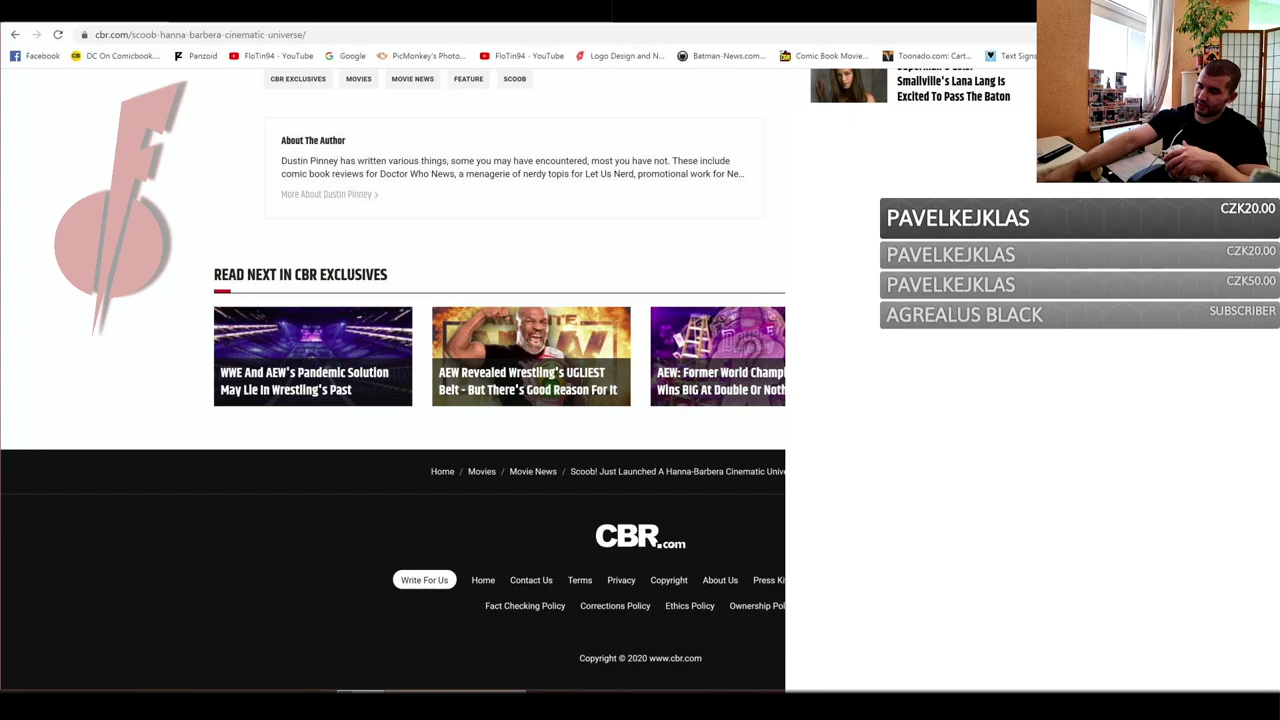 cbr.com/scoob-hanna-barbera-cinematic-universe/
Facebook
DC On Comicbook....
Panzoid
FloTin94 - YouTube
Google
PicMonkey's Photo...
FloTin94 - YouTube
Logo Design and N...
Batman-News.com...
Comic Book Movie...
Toonado.com: Cart...
Text Signs
CBR EXCLUSIVES
MOVIES
MOVIE NEWS
FEATURE
SCOOB
Smallville's Lana Lang Is
Excited To Pass The Baton
About The Author
Dustin Pinney has written various things, some you may have encountered, most you have not. These include
comic book reviews for Doctor Who News, a menagerie of nerdy topics for Let Us Nerd, promotional work for Ne...
More About Dustin Pinney >
PAVELKEJKLAS CZK20.00
PAVELKEJKLAS CZK20.00
PAVELKEJKLAS CZK50.00
AGREALUS BLACK SUBSCRIBER
READ NEXT IN CBR EXCLUSIVES
WWE And AEW's Pandemic Solution
May Lie In Wrestling's Past
AEW Revealed Wrestling's UGLIEST
Belt - But There's Good Reason For It
AEW: Former World Champ
Wins BIG At Double Or Noth
Home / Movies / Movie News / Scoob! Just Launched A Hanna-Barbera Cinematic Unive
CBR.com
Write For Us
Home
Contact Us
Terms
Privacy
Copyright
About Us
Press Ki
Fact Checking Policy
Corrections Policy
Ethics Policy
Ownership Pol
Copyright © 2020 www.cbr.com